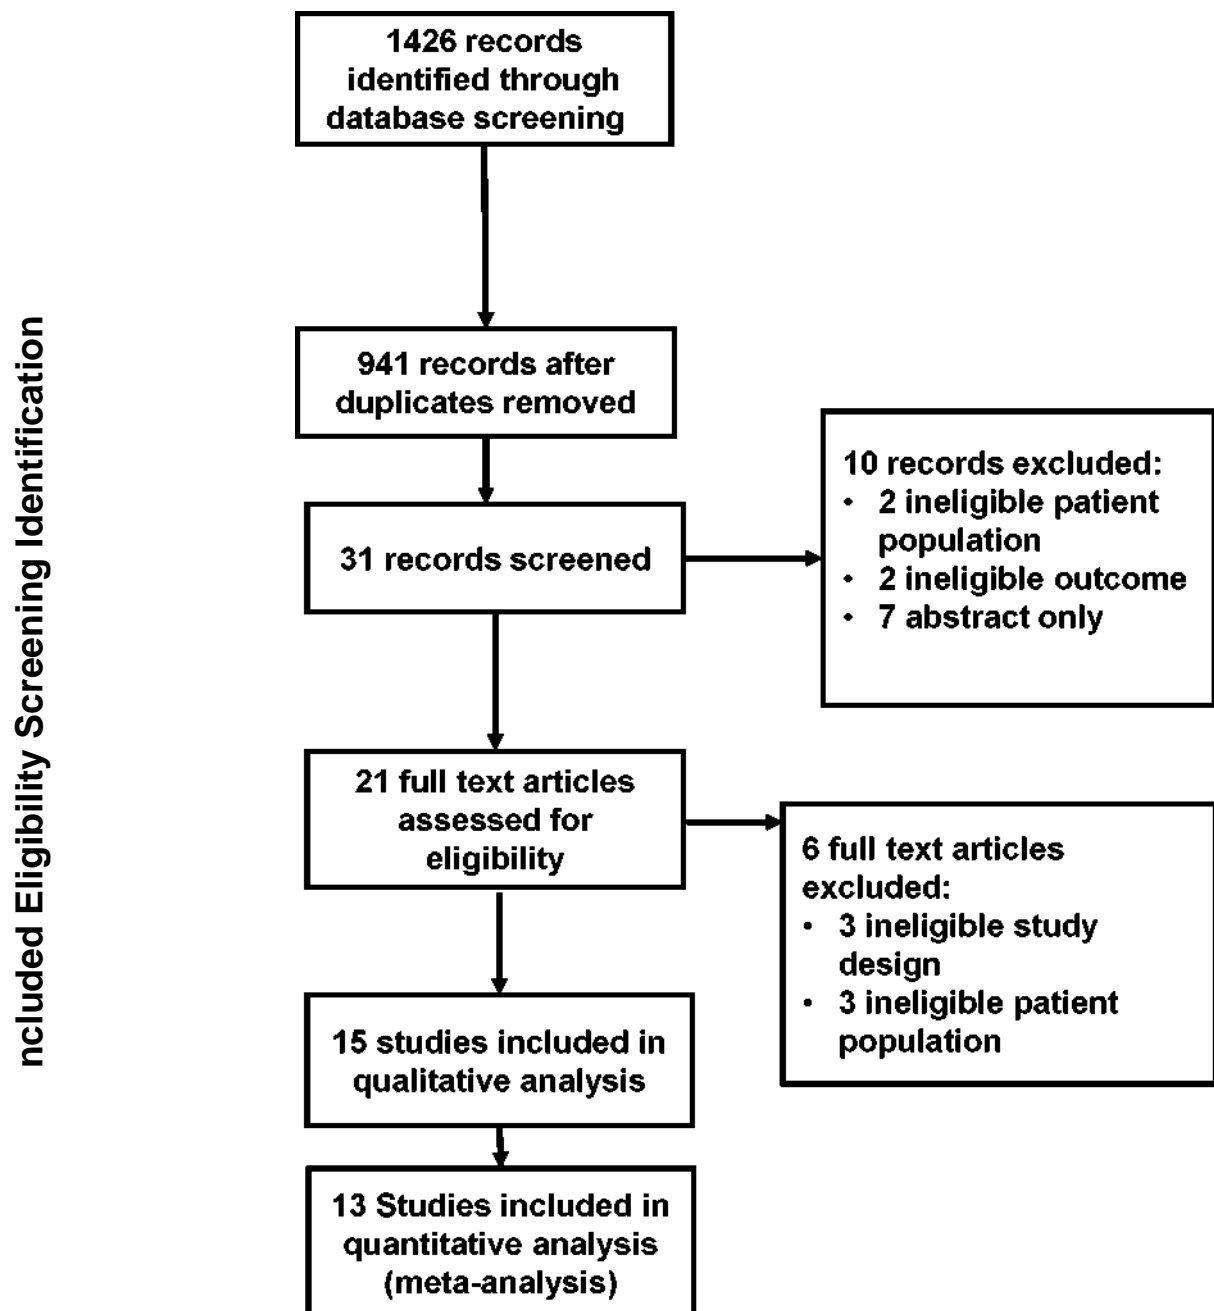 1426 records
identified through
database screening
941 records after
duplicates removed
10 records excluded:
• 2 ineligible patient
population
• 2 ineligible outcome
• 7 abstract only
31 records screened
21 full text articles
assessed for
eligibility
6 full text articles
excluded:
• 3 ineligible study
design
• 3 ineligible patient
population
15 studies included in
qualitative analysis
13 Studies included in
quantitative analysis
(meta-analysis)
ncluded Eligibility Screening Identification